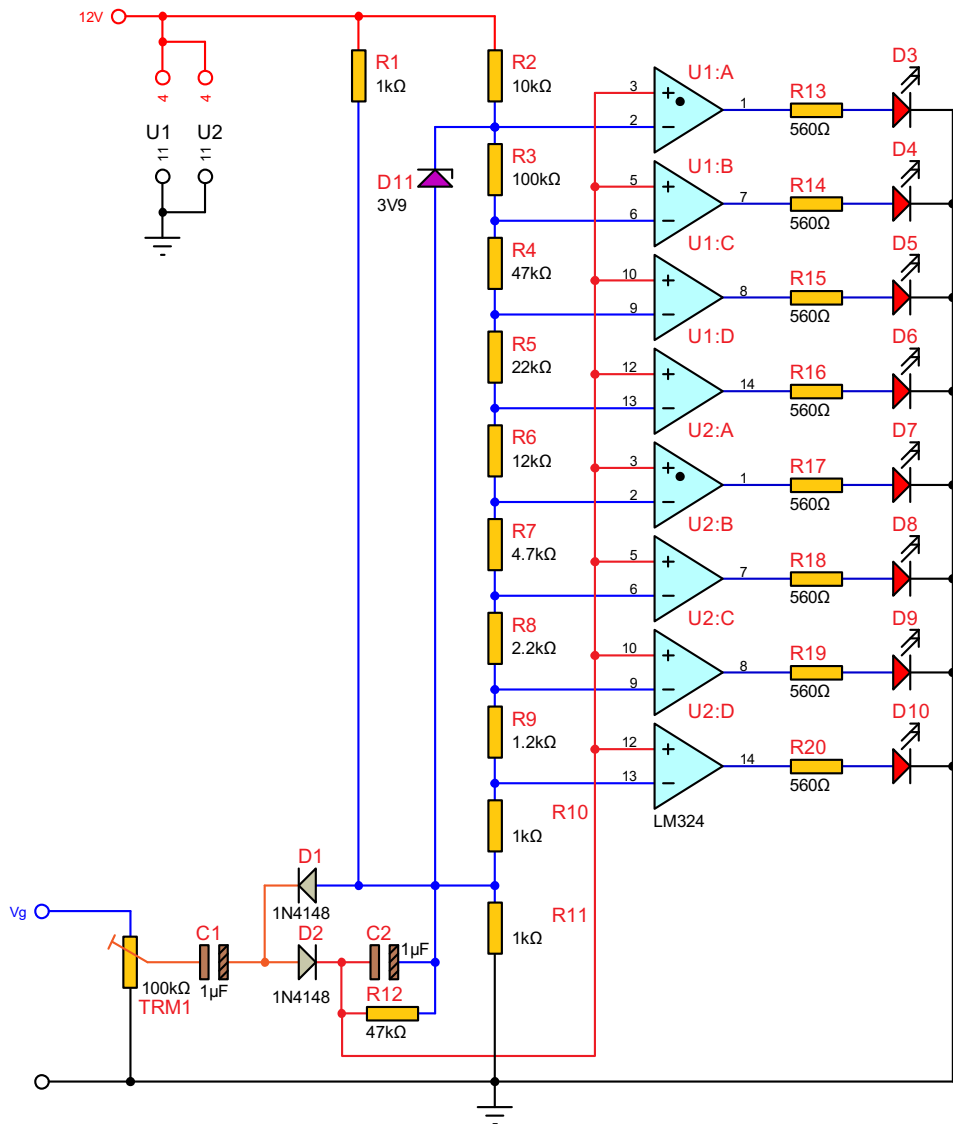 12V
4
4
U1
U2
11
11
R1
1kΩ
R2
10kΩ
R3
100kΩ
D11
3V9
R4
47kΩ
R5
22kΩ
R6
12kΩ
R7
4.7kΩ
R8
2.2kΩ
R9
1.2kΩ
R10
1kΩ
R11
1kΩ
U1:A
3
2
1
R13
560Ω
D3
U1:B
5
6
7
R14
560Ω
D4
U1:C
10
9
8
R15
560Ω
D5
U1:D
12
13
14
R16
560Ω
D6
U2:A
3
2
1
R17
560Ω
D7
U2:B
5
6
7
R18
560Ω
D8
U2:C
10
9
8
R19
560Ω
D9
U2:D
12
13
14
R20
560Ω
D10
LM324
Vg
100kΩ
TRM1
C1
1µF
D1
1N4148
D2
1N4148
C2
1µF
R12
47kΩ